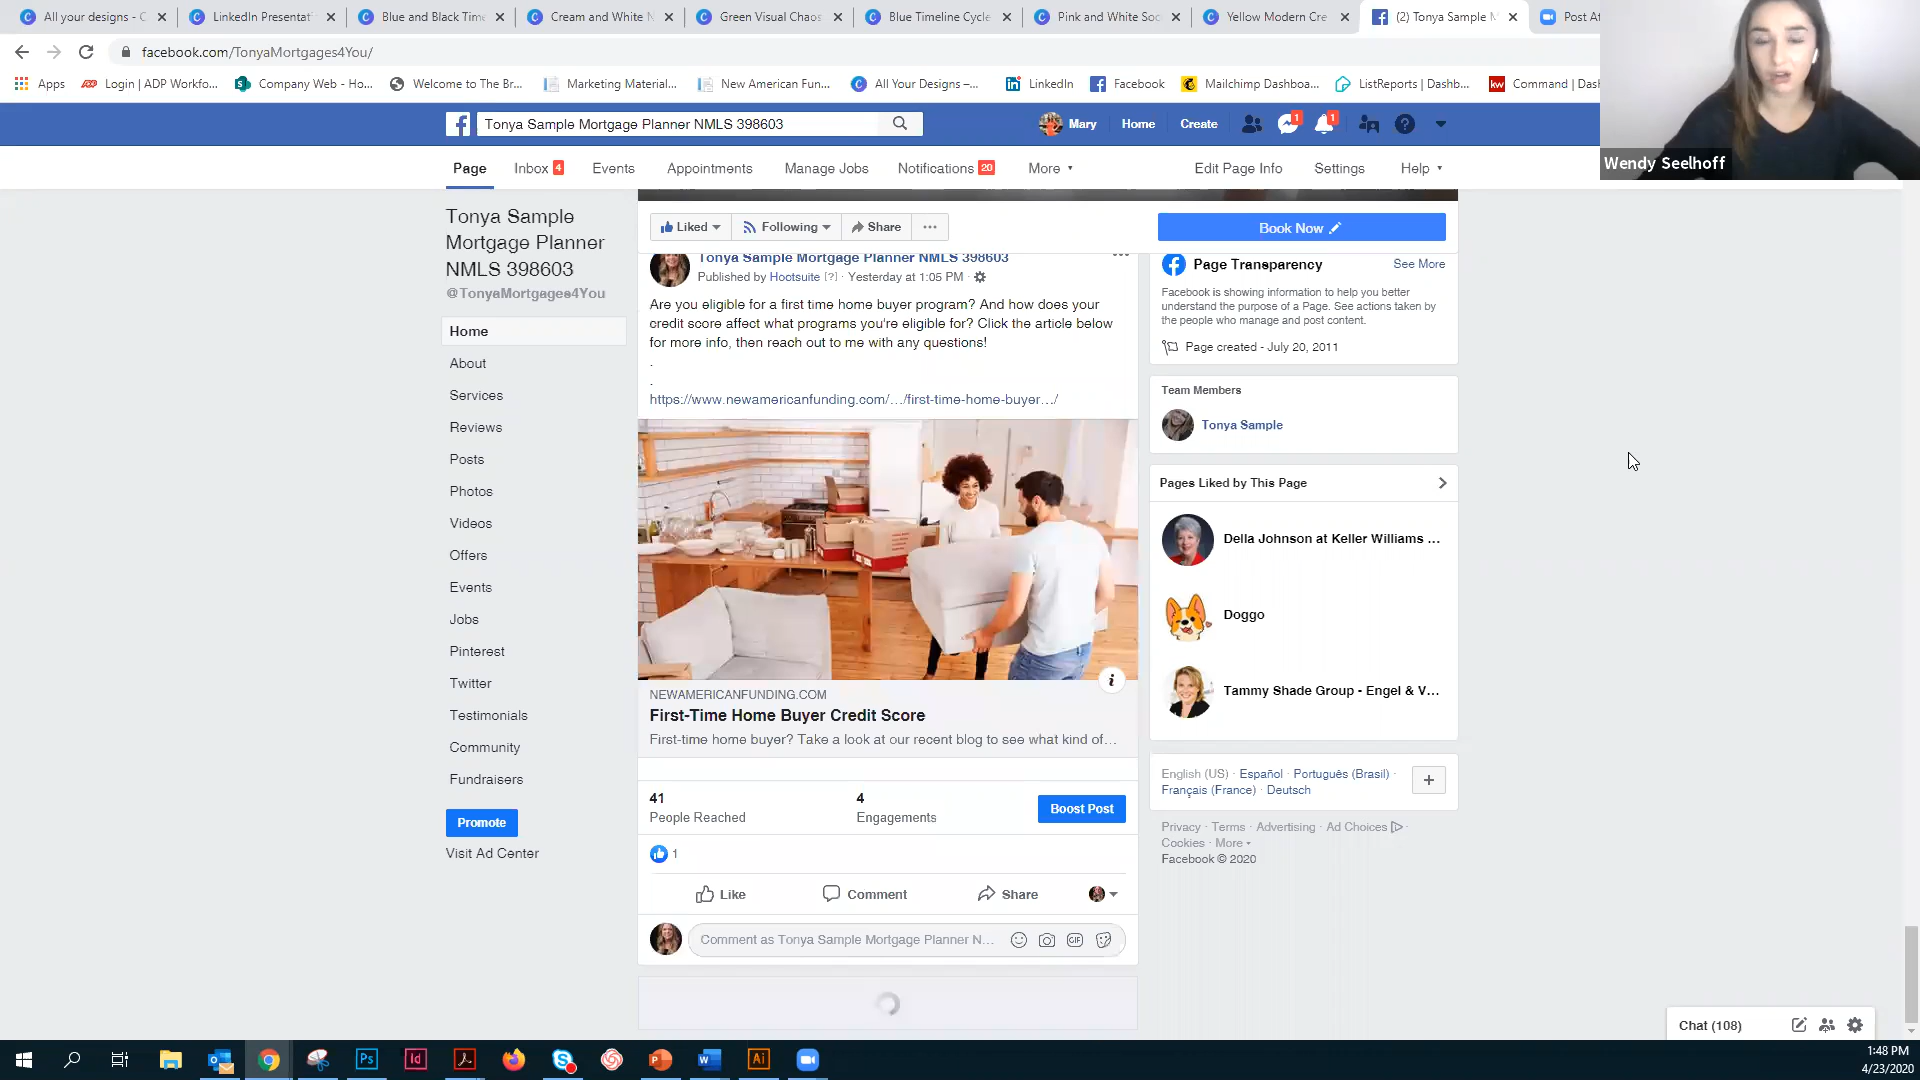 All your designs - C
LinkedIn Presentat
Blue and Black Time
Cream and White N
Green Visual Chaos
Blue Timeline Cycle
Pink and White Soc
Yellow Modern Cre
(2) Tonya Sample M
Post At
facebook.com/TonyaMortgages4You/
Apps
Login | ADP Workfo...
Company Web - Ho...
Welcome to The Br...
Marketing Material...
New American Fun...
All Your Designs –...
LinkedIn
Facebook
Mailchimp Dashboa...
ListReports | Dashb...
Command | Das
Wendy Seelhoff
Tonya Sample Mortgage Planner NMLS 398603
Mary
Home
Create
1
1
Page
Inbox 4
Events
Appointments
Manage Jobs
Notifications 20
More
Edit Page Info
Settings
Help
Tonya Sample
Mortgage Planner
NMLS 398603
@TonyaMortgages4You
Home
About
Services
Reviews
Posts
Photos
Videos
Offers
Events
Jobs
Pinterest
Twitter
Testimonials
Community
Fundraisers
Promote
Visit Ad Center
Liked
Following
Share
Book Now
Tonya Sample Mortgage Planner NMLS 398603
Published by Hootsuite [?] · Yesterday at 1:05 PM ·
Are you eligible for a first time home buyer program? And how does your
credit score affect what programs you're eligible for? Click the article below
for more info, then reach out to me with any questions!
.
.
https://www.newamericanfunding.com/…/first-time-home-buyer…/
NEWAMERICANFUNDING.COM
First-Time Home Buyer Credit Score
First-time home buyer? Take a look at our recent blog to see what kind of…
41
People Reached
4
Engagements
Boost Post
1
Like
Comment
Share
Comment as Tonya Sample Mortgage Planner N...
GIF
Page Transparency
See More
Facebook is showing information to help you better
understand the purpose of a Page. See actions taken
by the people who manage and post content.
Page created - July 20, 2011
Team Members
Tonya Sample
Pages Liked by This Page
Della Johnson at Keller Williams ...
Doggo
Tammy Shade Group - Engel & V...
English (US) · Español · Português (Brasil) ·
Français (France) · Deutsch
Privacy · Terms · Advertising · Ad Choices ·
Cookies · More
Facebook © 2020
Chat (108)
1:48 PM
4/23/2020